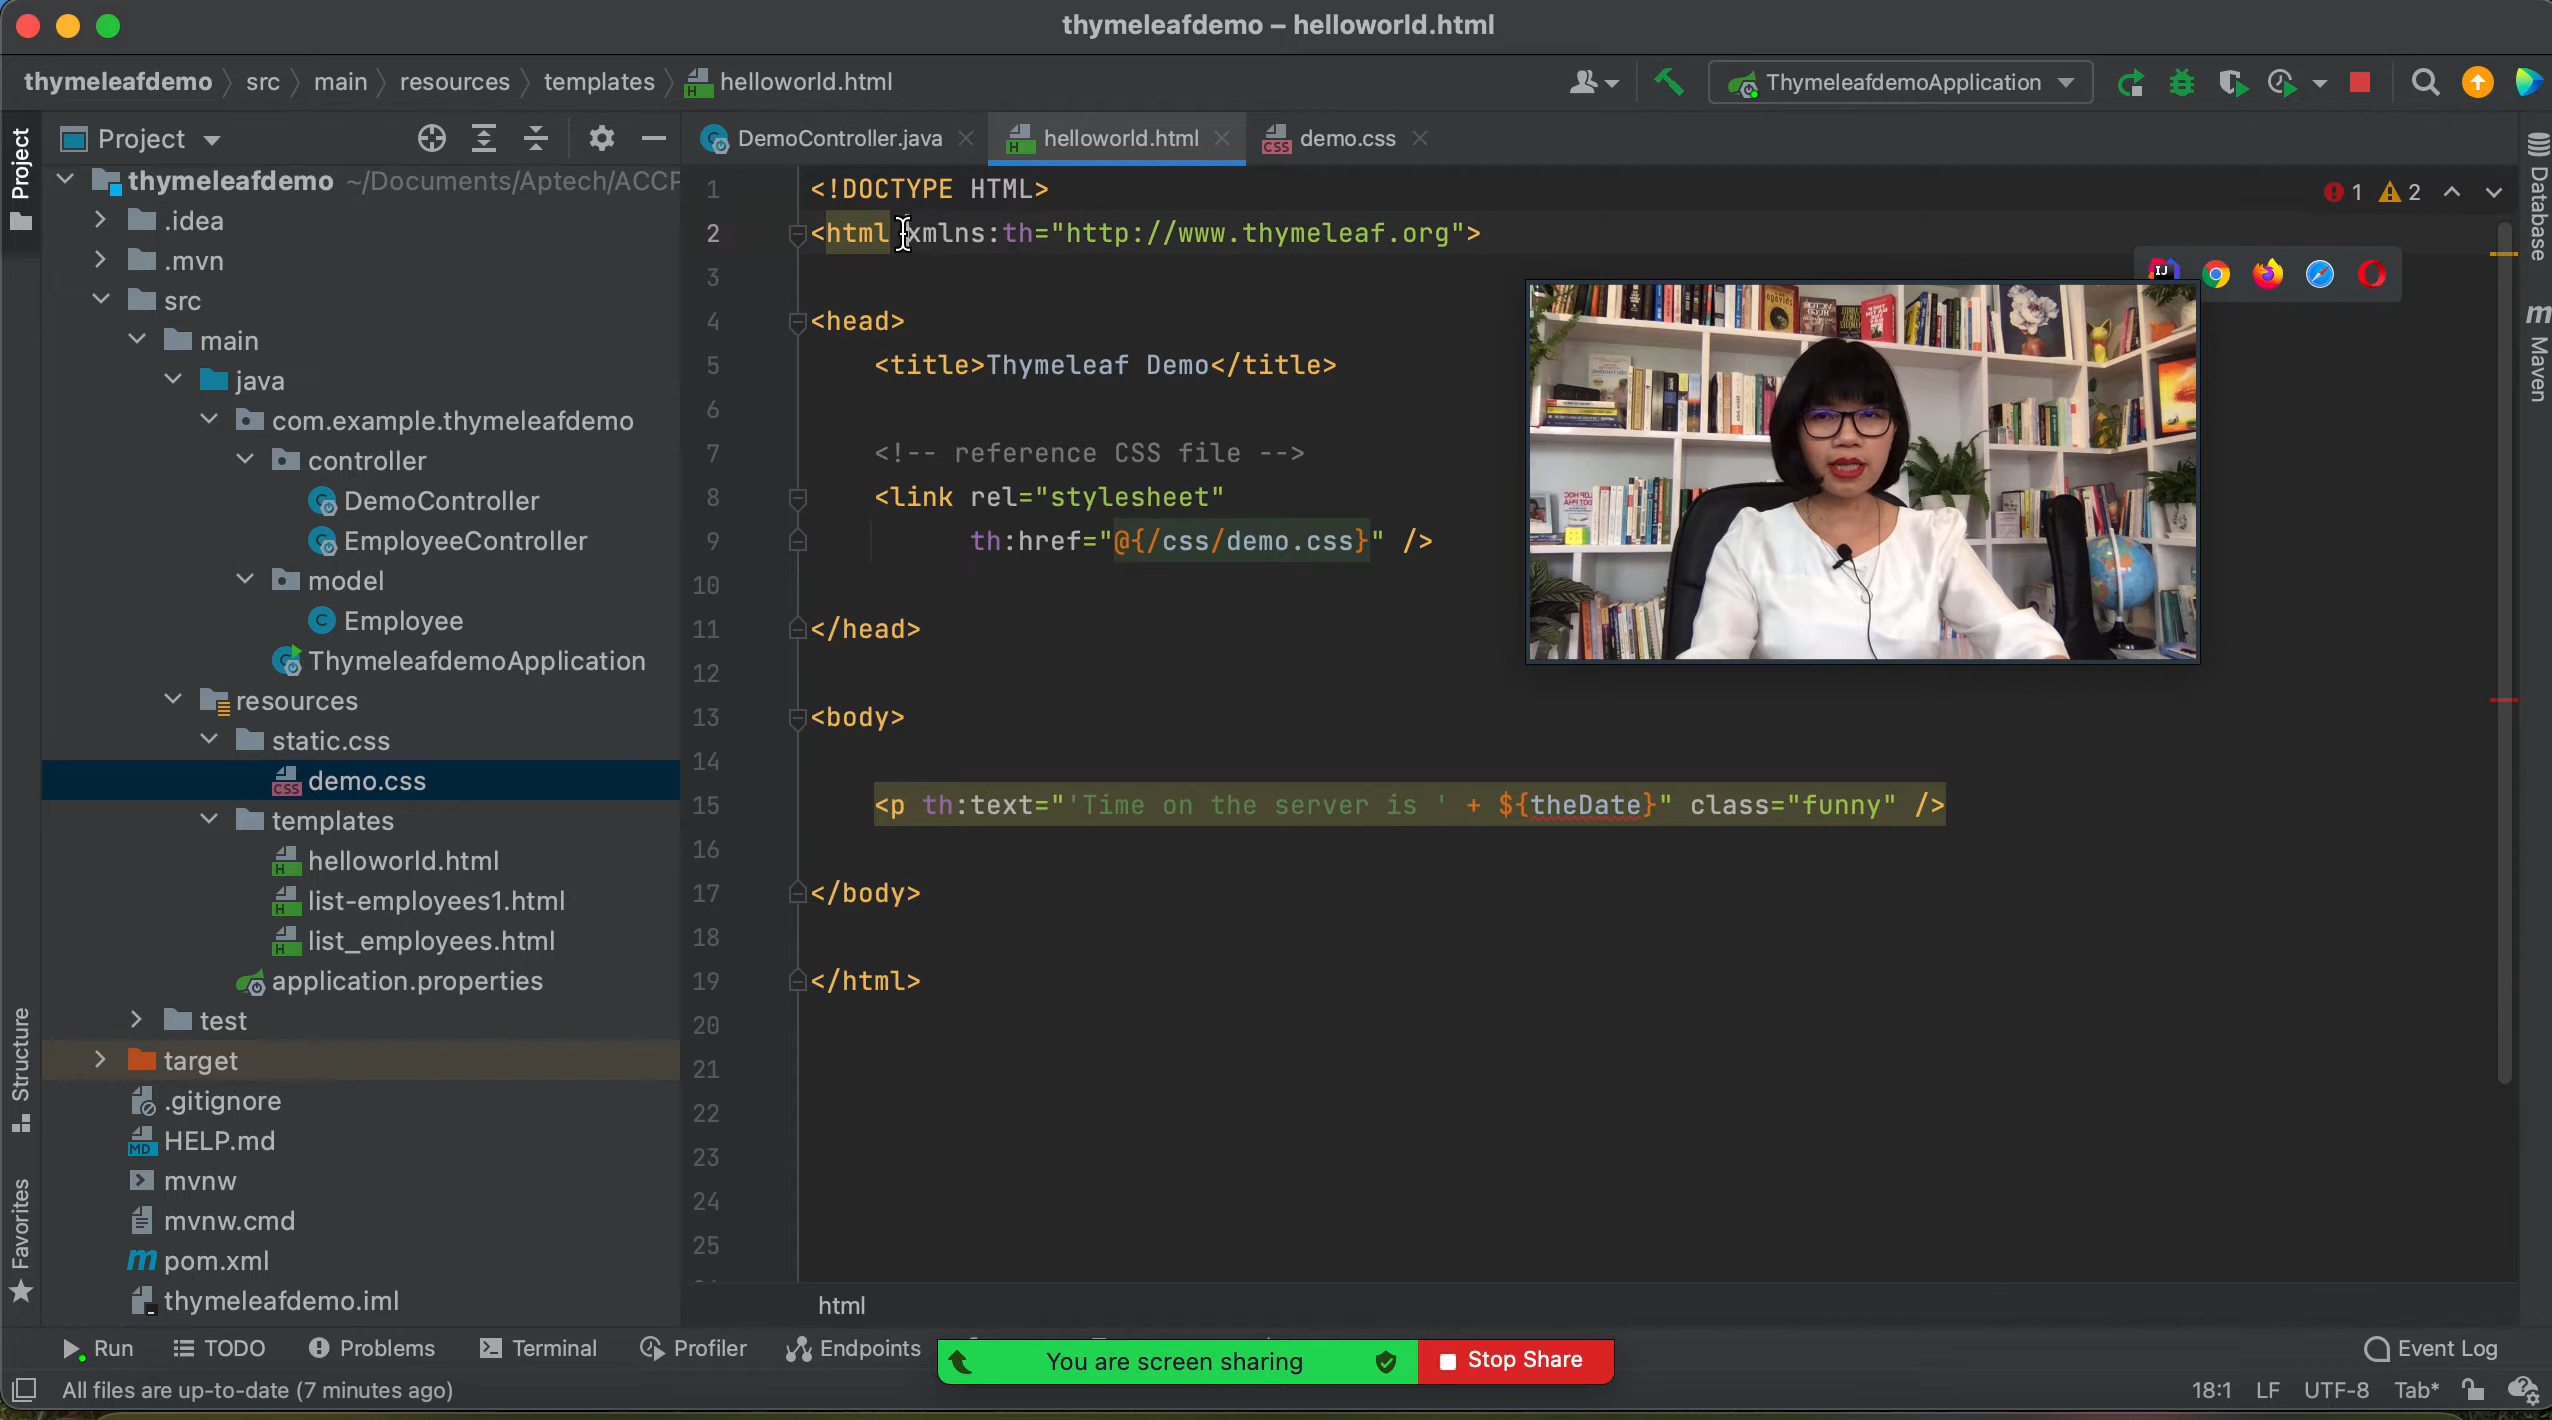 thymeleafdemo – helloworld.html
thymeleafdemo src main resources templates helloworld.html
ThymeleafdemoApplication
Project
DemoController.java
helloworld.html
demo.css
Project
Structure
Favorites
Database
Maven
thymeleafdemo ~/Documents/Aptech/ACCP
.idea
.mvn
src
main
java
com.example.thymeleafdemo
controller
DemoController
EmployeeController
model
Employee
ThymeleafdemoApplication
resources
static.css
demo.css
templates
helloworld.html
list-employees1.html
list_employees.html
application.properties
test
target
.gitignore
HELP.md
mvnw
mvnw.cmd
pom.xml
thymeleafdemo.iml
1 2
1 <!DOCTYPE HTML>
2 <html xmlns:th="http://www.thymeleaf.org">
3
4 <head>
5 <title>Thymeleaf Demo</title>
6
7 <!-- reference CSS file -->
8 <link rel="stylesheet"
9 th:href="@{/css/demo.css}" />
10
11 </head>
12
13 <body>
14
15 <p th:text="'Time on the server is ' + ${theDate}" class="funny" />
16
17 </body>
18
19 </html>
20
21
22
23
24
25
html
Run TODO Problems Terminal Profiler Endpoints
You are screen sharing
Stop Share
Event Log
All files are up-to-date (7 minutes ago)
18:1 LF UTF-8 Tab*